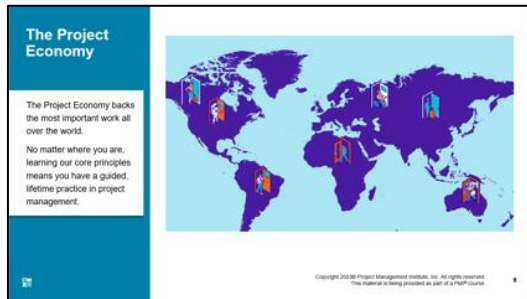 The Project
Economy
The Project Economy backs
the most important work all
over the world.
No matter where you are,
learning our core principles
means you have a guided,
lifetime practice in project
management.
Copyright 2023© Project Management Institute, Inc. All rights reserved.
This material is being provided as part of a PMI® course.